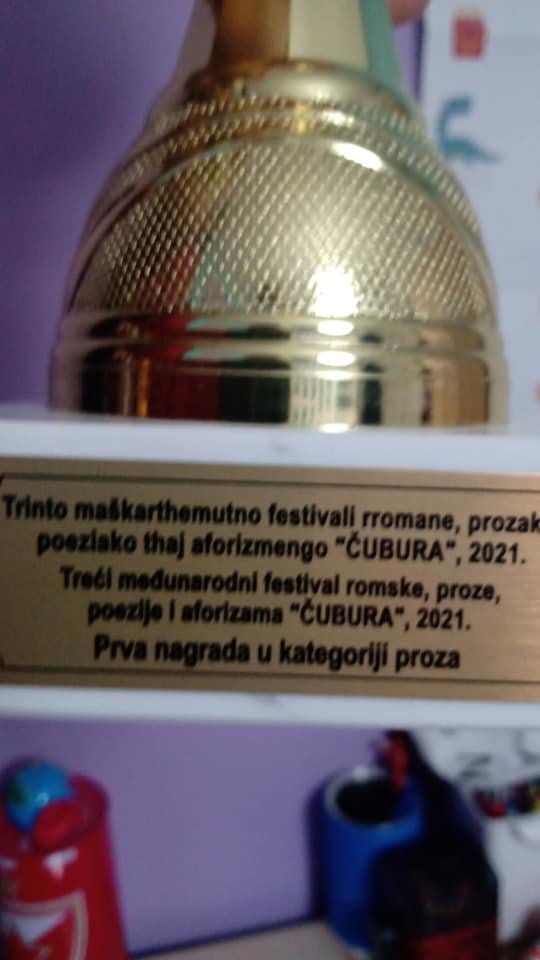 Trinto maškarthemutno festivali rromane, prozak
poeziako thaj aforizmengo "ČUBURA", 2021.
Treći međunarodni festival romske, proze,
poezije i aforizama "ČUBURA", 2021.
Prva nagrada u kategoriji proza